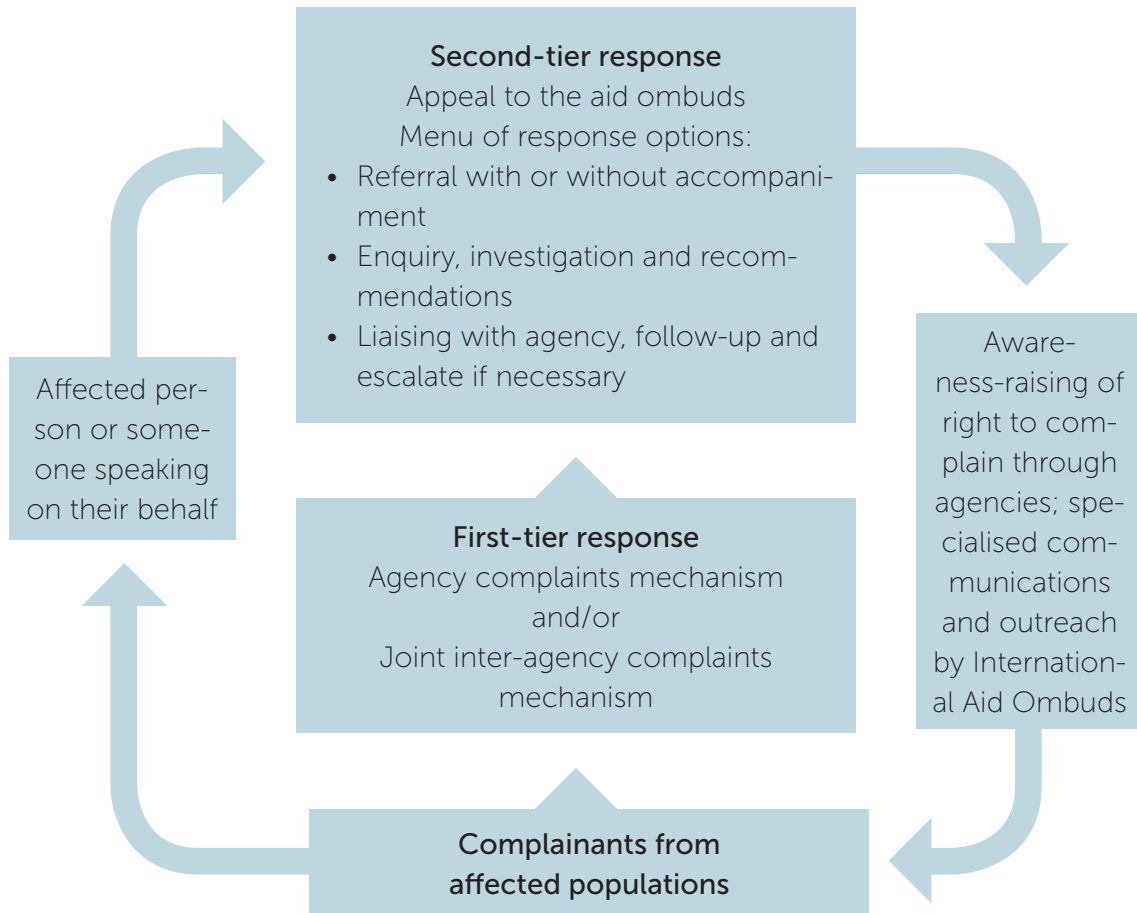 Second-tier response
Appeal to the aid ombuds
Menu of response options:
• Referral with or without accompani-
ment
• Enquiry, investigation and recom-
mendations
• Liaising with agency, follow-up and
escalate if necessary
Affected per-
son or some-
one speaking
on their behalf
Aware-
ness-raising of
right to com-
plain through
agencies; spe-
cialised com-
munications
and outreach
by Internation-
al Aid Ombuds
First-tier response
Agency complaints mechanism
and/or
Joint inter-agency complaints
mechanism
Complainants from
affected populations